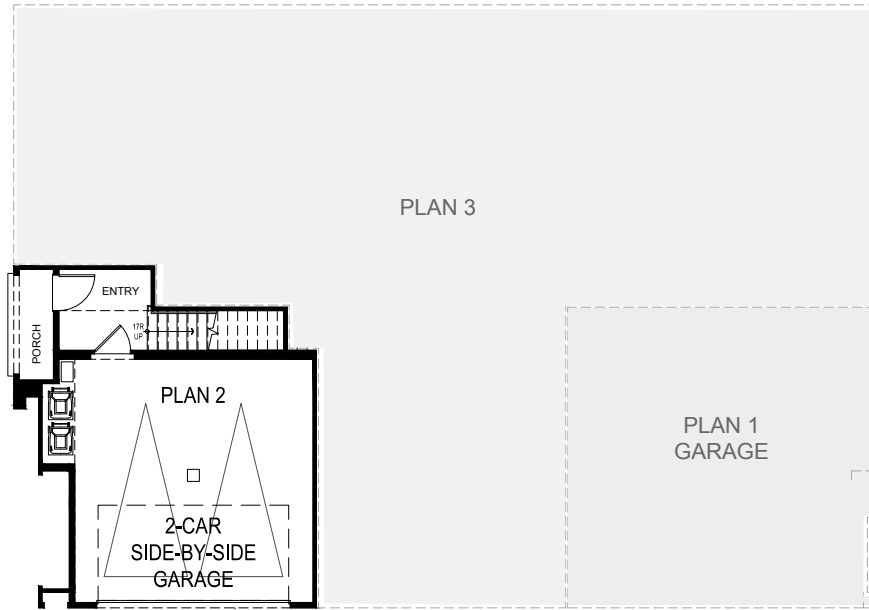 PLAN 3
ENTRY
17R
UP
PORCH
PLAN 2
PLAN 1
GARAGE
2-CAR
SIDE-BY-SIDE
GARAGE